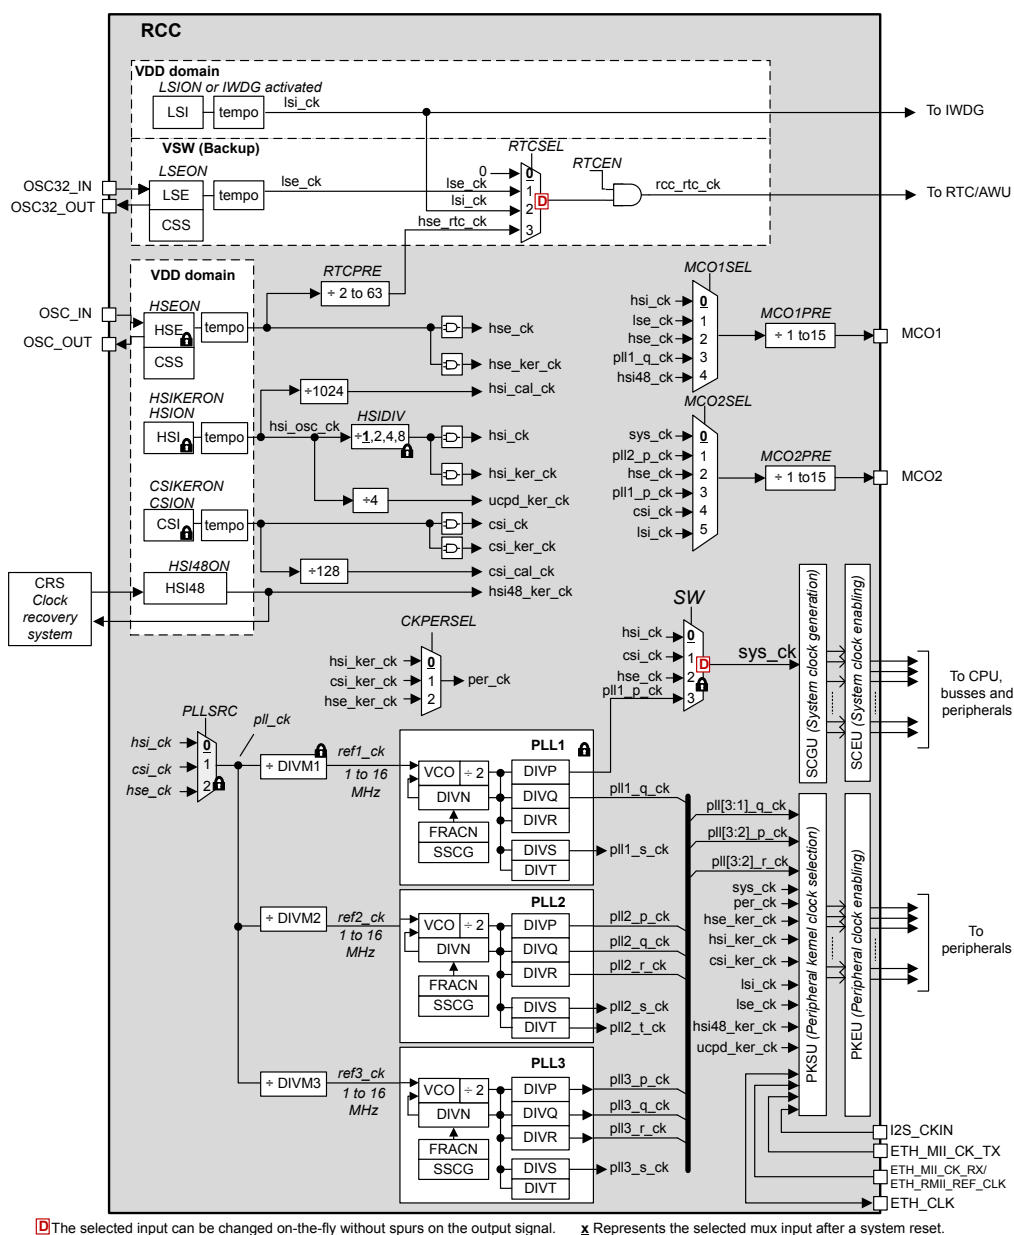 RCC
VDD domain
LSION or IWDG activated
LSI
tempo
lsi_ck
To IWDG
VSW (Backup)
LSEON
OSC32_IN
OSC32_OUT
LSE
CSS
tempo
lse_ck
RTCSEL
0
lse_ck
lsi_ck
hse_rtc_ck
0
1
2
3
D
RTCEN
rcc_rtc_ck
To RTC/AWU
VDD domain
RTCPRE
÷ 2 to 63
OSC_IN
OSC_OUT
HSEON
HSE
CSS
tempo
hse_ck
hse_ker_ck
÷1024
hsi_cal_ck
HSIKERON
HSION
HSI
tempo
hsi_osc_ck
HSIDIV
÷1,2,4,8
hsi_ck
hsi_ker_ck
÷4
ucpd_ker_ck
CSIKERON
CSION
CSI
tempo
csi_ck
csi_ker_ck
÷128
csi_cal_ck
HSI48ON
HSI48
hsi48_ker_ck
CRS
Clock
recovery
system
MCO1SEL
hsi_ck
lse_ck
hse_ck
pll1_q_ck
hsi48_ck
0
1
2
3
4
MCO1PRE
÷ 1 to15
MCO1
MCO2SEL
sys_ck
pll2_p_ck
hse_ck
pll1_p_ck
csi_ck
lsi_ck
0
1
2
3
4
5
MCO2PRE
÷ 1 to15
MCO2
CKPERSEL
hsi_ker_ck
csi_ker_ck
hse_ker_ck
0
1
2
per_ck
SW
hsi_ck
csi_ck
hse_ck
pll1_p_ck
0
1
2
3
D
sys_ck
SCGU (System clock generation)
SCEU (System clock enabling)
To CPU,
busses and
peripherals
PLLSRC
hsi_ck
csi_ck
hse_ck
0
1
2
pll_ck
÷ DIVM1
ref1_ck
1 to 16
MHz
PLL1
VCO
÷ 2
DIVN
FRACN
SSCG
DIVP
DIVQ
DIVR
DIVS
DIVT
pll1_q_ck
pll1_s_ck
÷ DIVM2
ref2_ck
1 to 16
MHz
PLL2
VCO
÷ 2
DIVN
FRACN
SSCG
DIVP
DIVQ
DIVR
DIVS
DIVT
pll2_p_ck
pll2_q_ck
pll2_r_ck
pll2_s_ck
pll2_t_ck
÷ DIVM3
ref3_ck
1 to 16
MHz
PLL3
VCO
÷ 2
DIVN
FRACN
SSCG
DIVP
DIVQ
DIVR
DIVS
DIVT
pll3_p_ck
pll3_q_ck
pll3_r_ck
pll3_s_ck
pll[3:1]_q_ck
pll[3:2]_p_ck
pll[3:2]_r_ck
sys_ck
per_ck
hse_ker_ck
hsi_ker_ck
csi_ker_ck
lsi_ck
lse_ck
hsi48_ker_ck
ucpd_ker_ck
PKSU (Peripheral kernel clock selection)
PKEU (Peripheral clock enabling)
To
peripherals
I2S_CKIN
ETH_MII_CK_TX
ETH_MII_CK_RX/
ETH_RMII_REF_CLK
ETH_CLK
D The selected input can be changed on-the-fly without spurs on the output signal.
x Represents the selected mux input after a system reset.